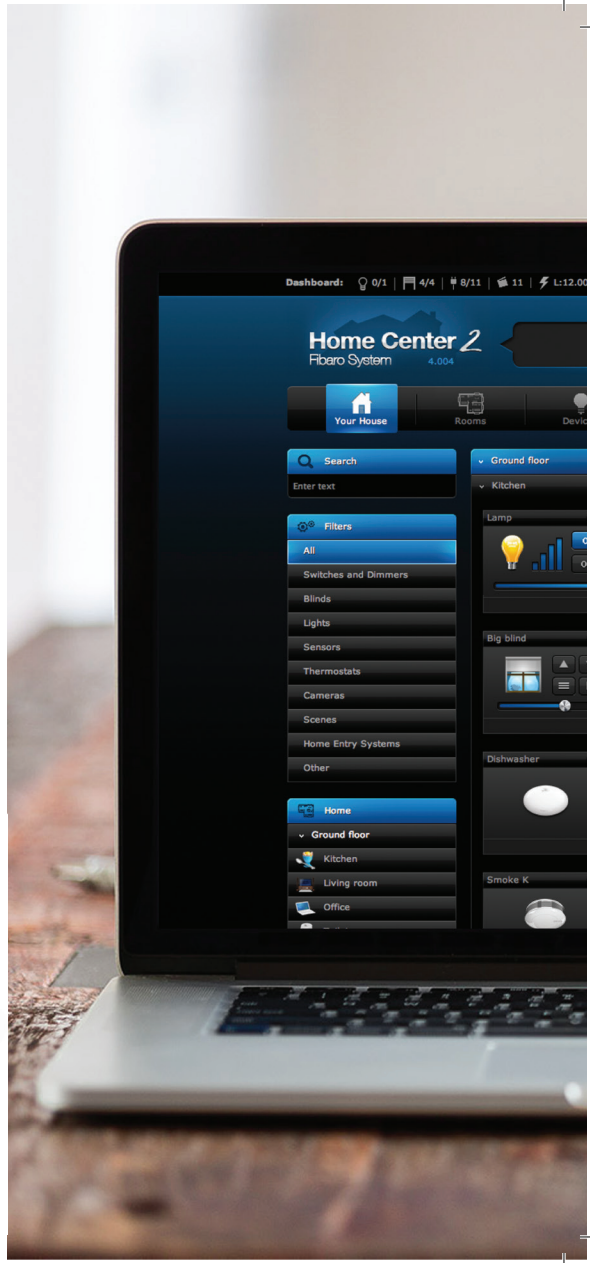 Dashboard: 0/1 | 4/4 | 8/11 | 11 | L:12.00
Home Center 2
Fibaro System 4.004
Your House
Rooms
Search
Enter text
Filters
All
Switches and Dimmers
Blinds
Lights
Sensors
Thermostats
Cameras
Scenes
Home Entry Systems
Other
Home
Ground floor
Kitchen
Living room
Office
Ground floor
Kitchen
Lamp
Big blind
Dishwasher
Smoke K